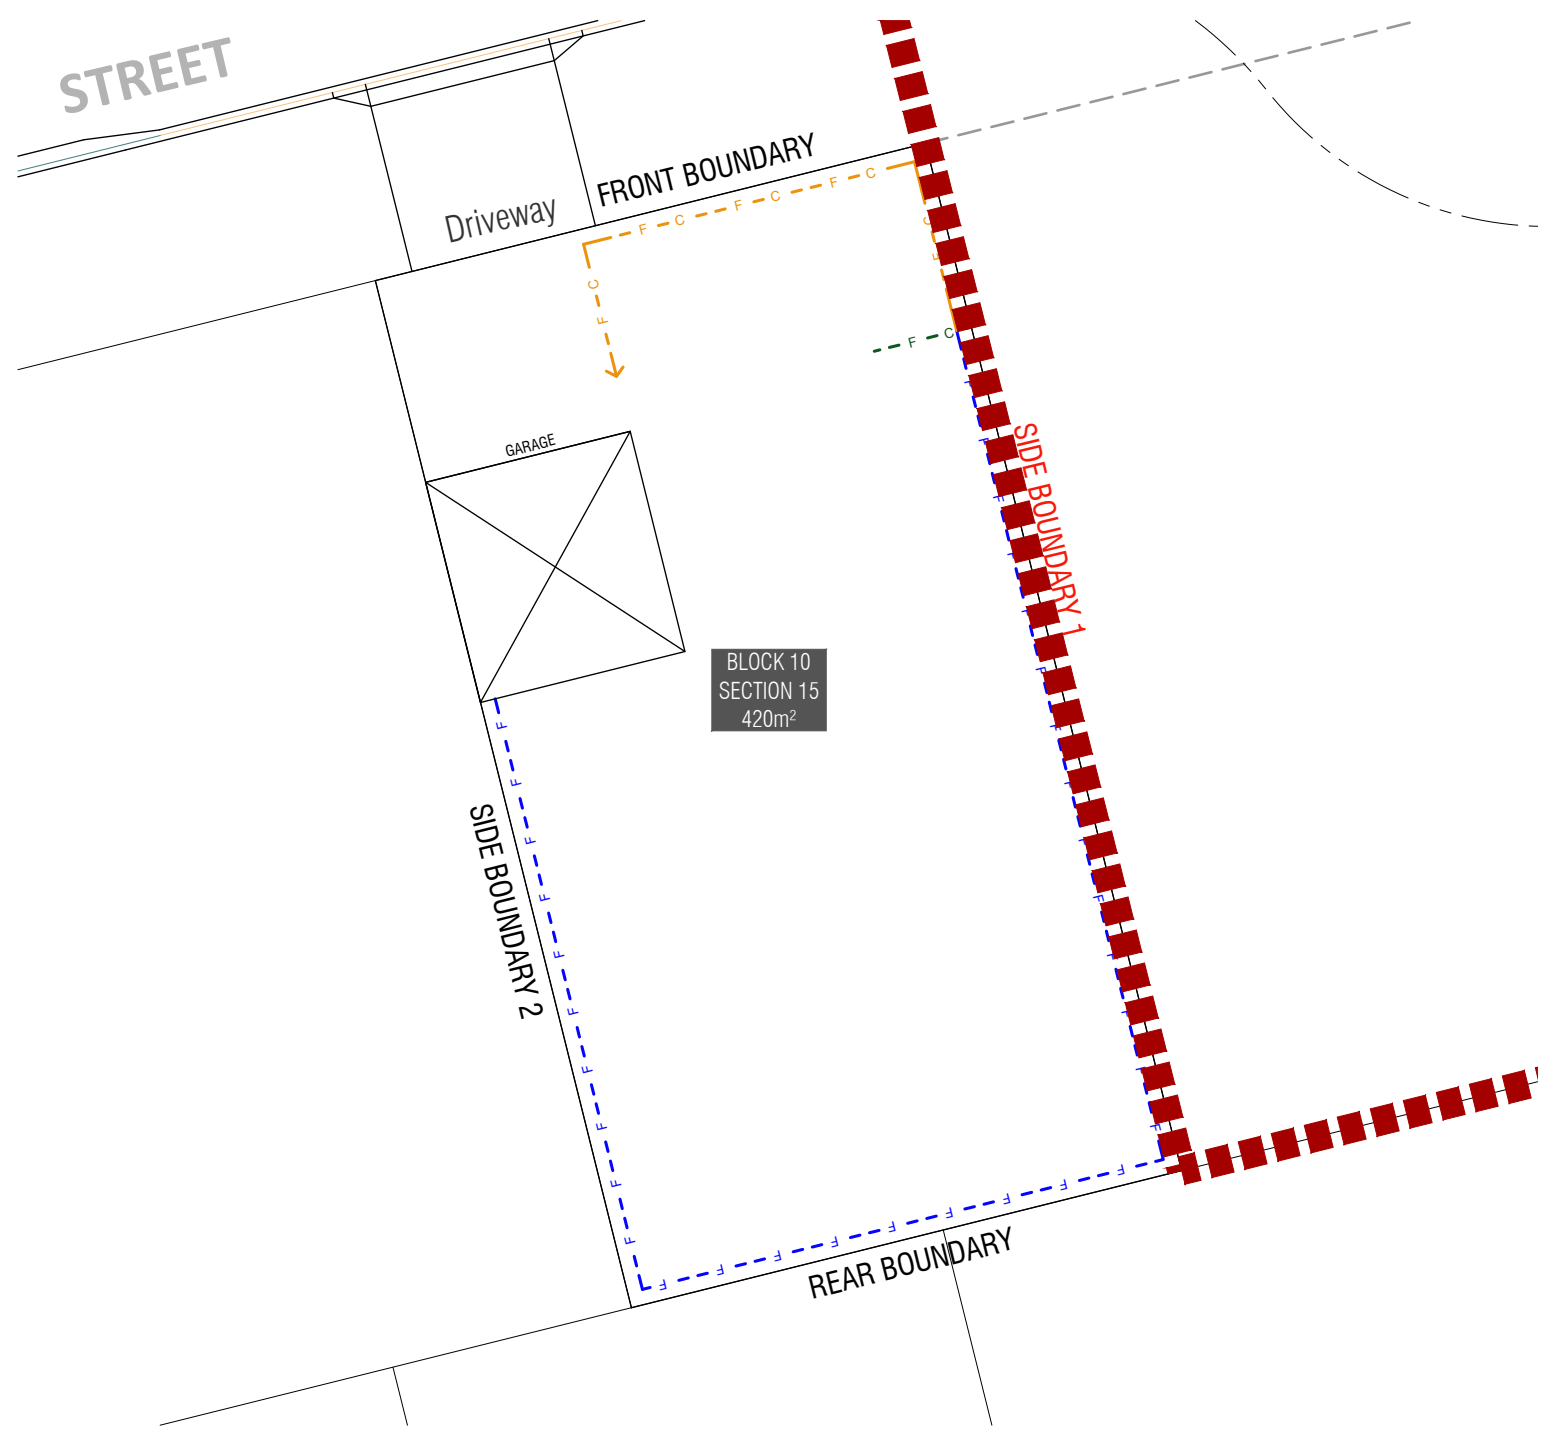 STREET
FRONT BOUNDARY
Driveway
F C F C F C
C F
C F
F C
GARAGE
SIDE BOUNDARY 1
BLOCK 10
SECTION 15
420m²
SIDE BOUNDARY 2
F F F F F F F F F F
F F F F F F F F F
REAR BOUNDARY